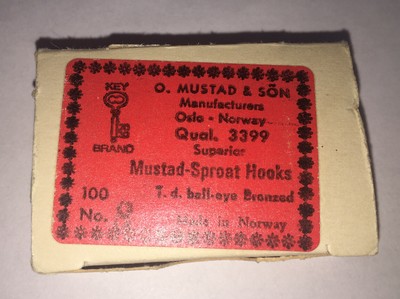 KEY
BRAND
O. MUSTAD & SÖN
Manufacturers
Oslo - Norway
Qual. 3399
Superior
Mustad-Sproat Hooks
T. d. ball-eye Bronzed
100
No.
Made in Norway